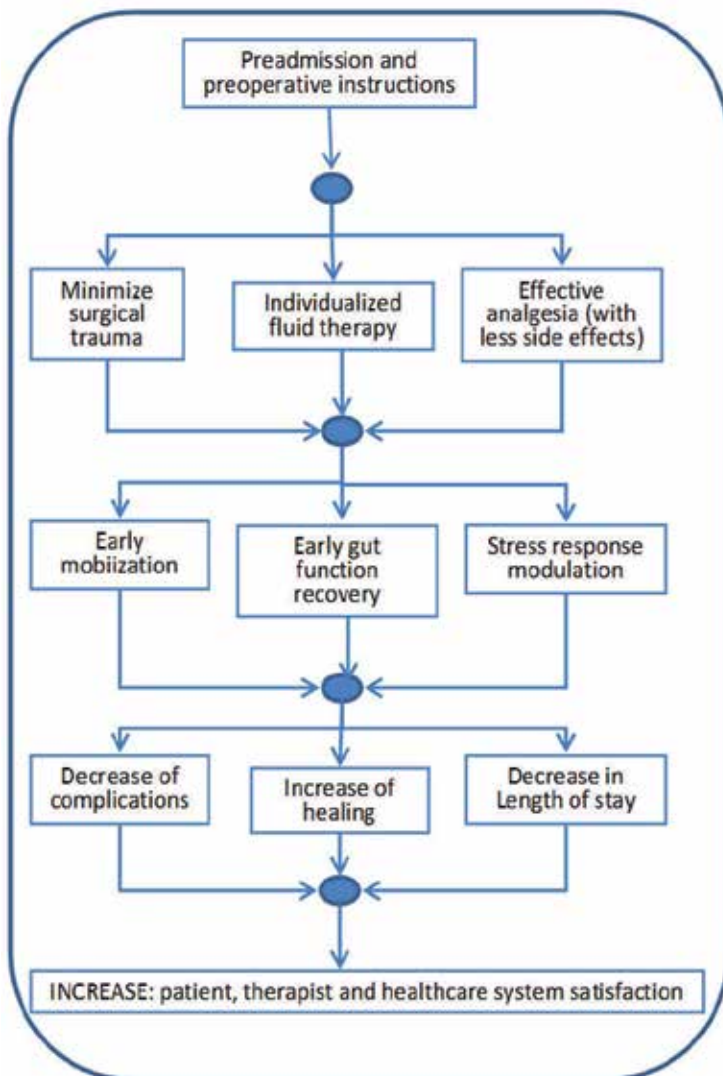 Preadmission and
preoperative instructions
Minimize
surgical
trauma
Individualized
fluid therapy
Effective
analgesia (with
less side effects)
Early
mobiization
Early gut
function
recovery
Stress response
modulation
Decrease of
complications
Increase of
healing
Decrease in
Length of stay
INCREASE: patient, therapist and healthcare system satisfaction